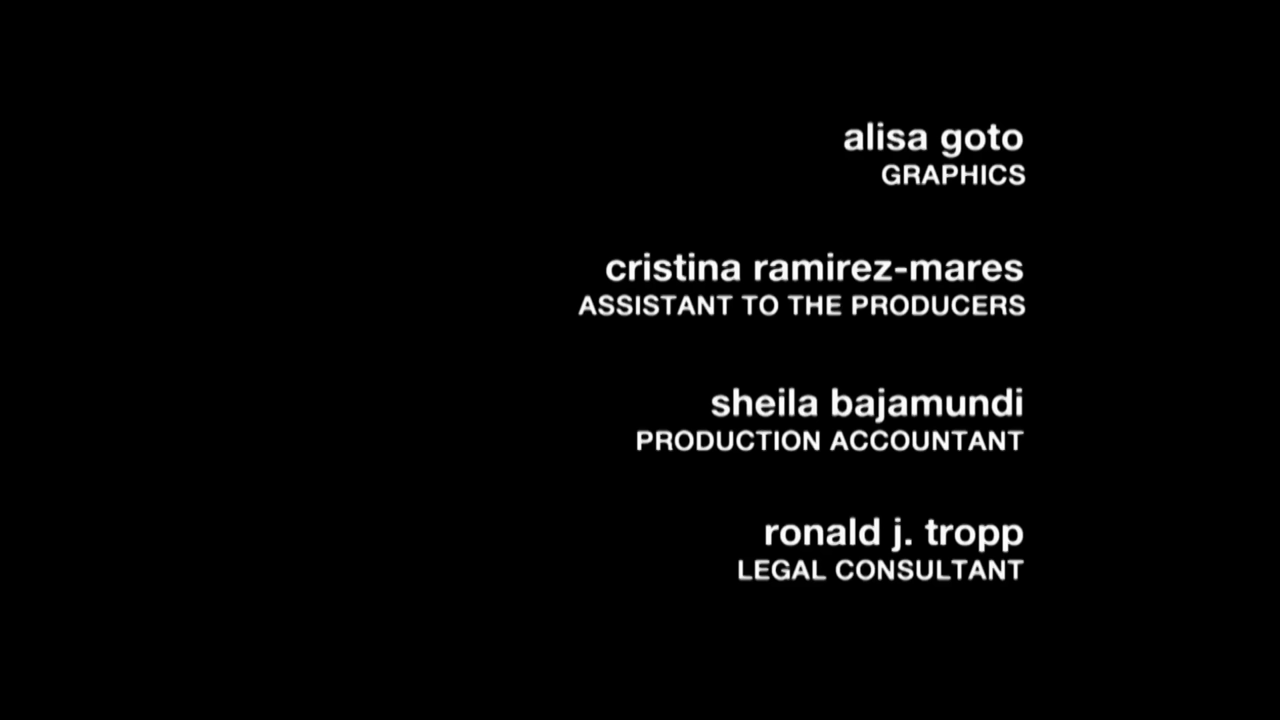 alisa goto
GRAPHICS
cristina ramirez-mares
ASSISTANT TO THE PRODUCERS
sheila bajamundi
PRODUCTION ACCOUNTANT
ronald j. tropp
LEGAL CONSULTANT